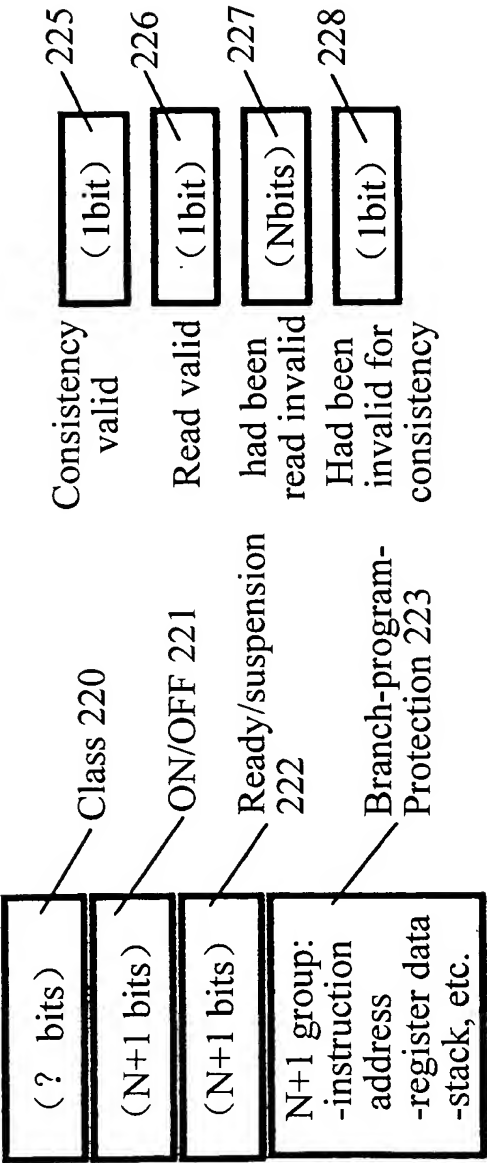 (? bits)
Class 220
(N+1 bits)
ON/OFF 221
(N+1 bits)
Ready/suspension
222
N+1 group:
-instruction
address
-register data
-stack, etc.
Branch-program-
Protection 223
Consistency
valid
(1bit)
225
Read valid
(1bit)
226
had been
read invalid
(Nbits)
227
Had been
invalid for
consistency
(1bit)
228